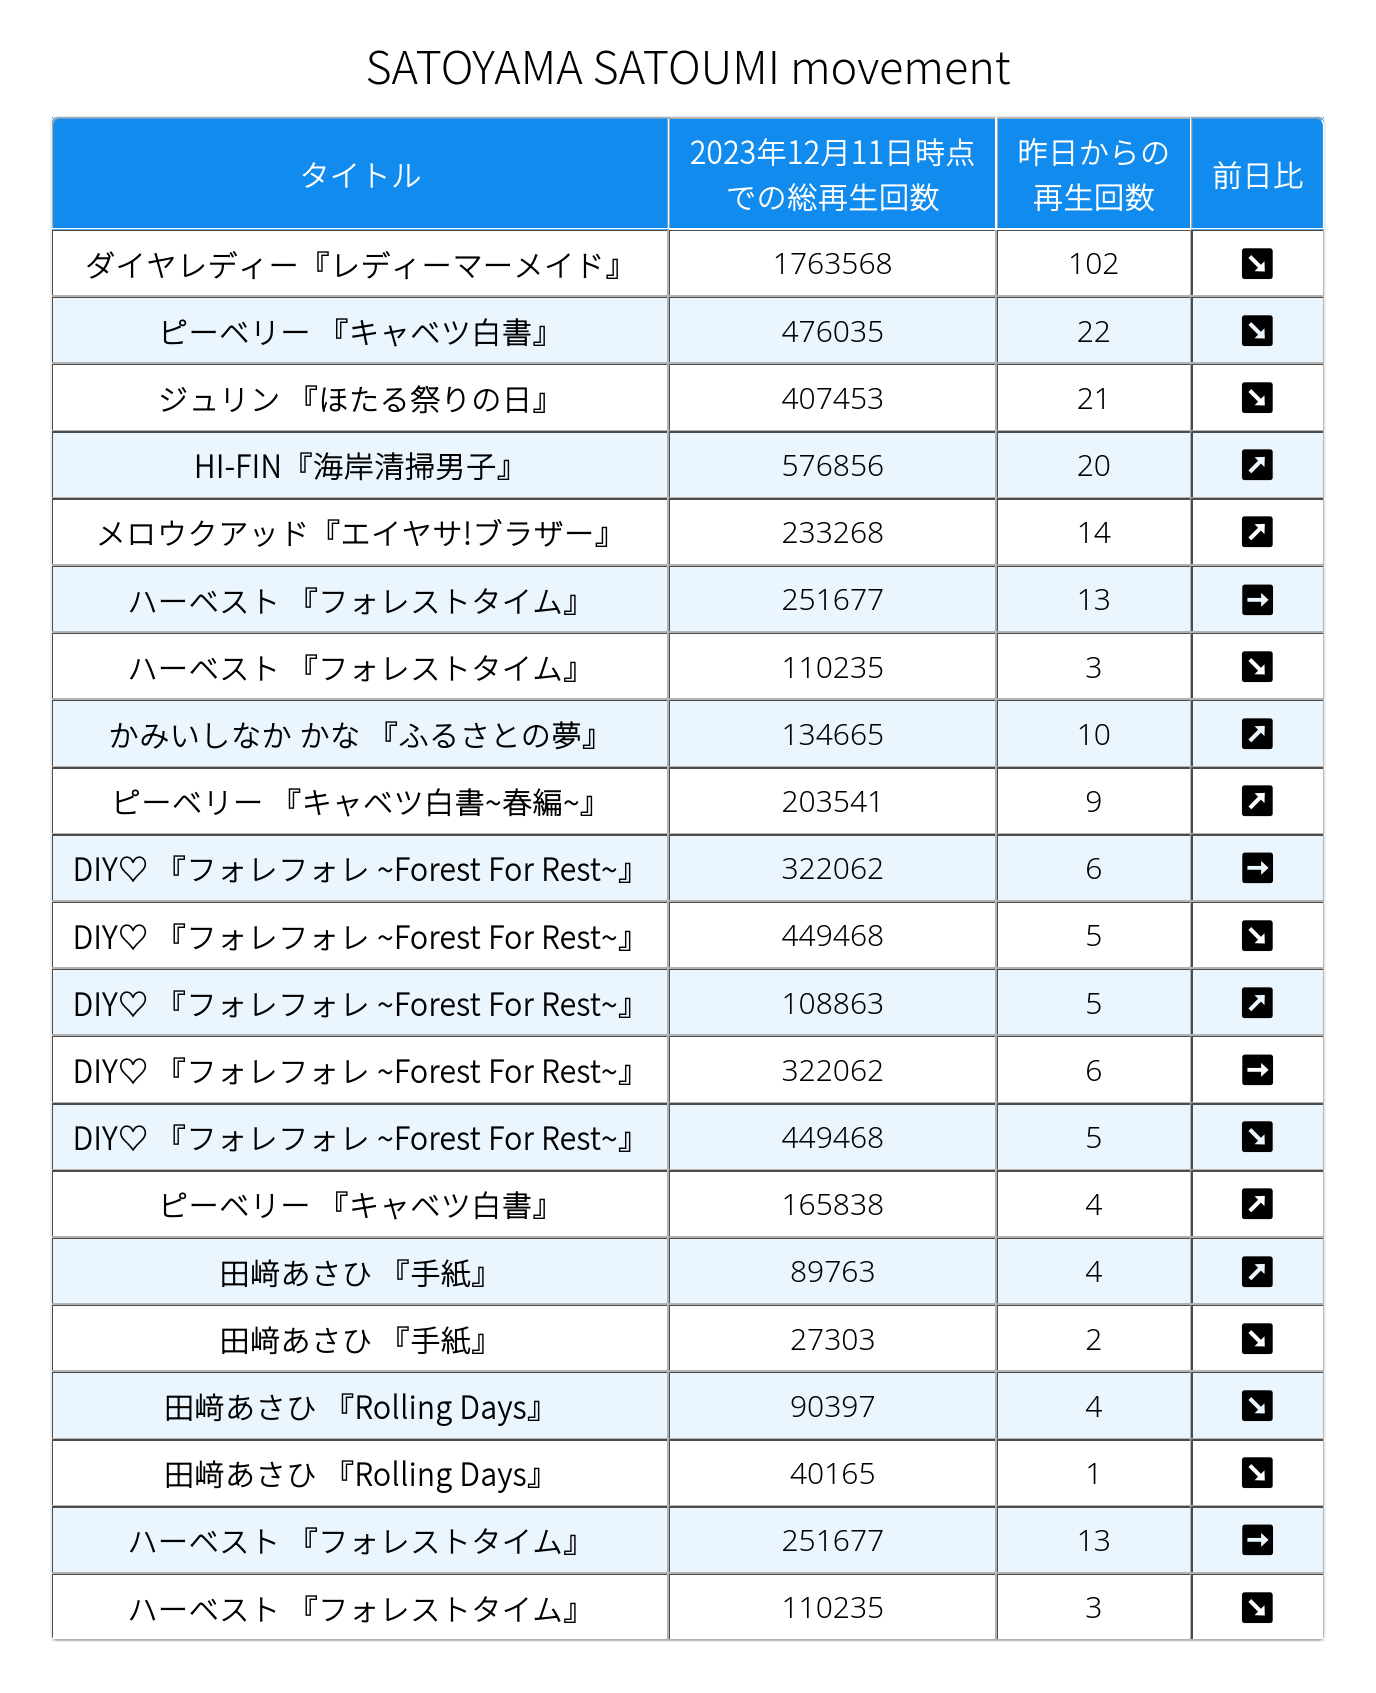 SATOYAMA SATOUMI movement
タイトル 2023年12月11日時点での総再生回数 昨日からの再生回数 前日比
ダイヤレディー『レディーマーメイド』 1763568 102 ↘
ピーベリー 『キャベツ白書』 476035 22 ↘
ジュリン 『ほたる祭りの日』 407453 21 ↘
HI-FIN『海岸清掃男子』 576856 20 ↗
メロウクアッド『エイヤサ!ブラザー』 233268 14 ↗
ハーベスト 『フォレストタイム』 251677 13 →
ハーベスト 『フォレストタイム』 110235 3 ↘
かみいしなか かな 『ふるさとの夢』 134665 10 ↗
ピーベリー 『キャベツ白書~春編~』 203541 9 ↗
DIY♡ 『フォレフォレ ~Forest For Rest~』 322062 6 →
DIY♡ 『フォレフォレ ~Forest For Rest~』 449468 5 ↘
DIY♡ 『フォレフォレ ~Forest For Rest~』 108863 5 ↗
DIY♡ 『フォレフォレ ~Forest For Rest~』 322062 6 →
DIY♡ 『フォレフォレ ~Forest For Rest~』 449468 5 ↘
ピーベリー 『キャベツ白書』 165838 4 ↗
田﨑あさひ 『手紙』 89763 4 ↗
田﨑あさひ 『手紙』 27303 2 ↘
田﨑あさひ 『Rolling Days』 90397 4 ↘
田﨑あさひ 『Rolling Days』 40165 1 ↘
ハーベスト 『フォレストタイム』 251677 13 →
ハーベスト 『フォレストタイム』 110235 3 ↘